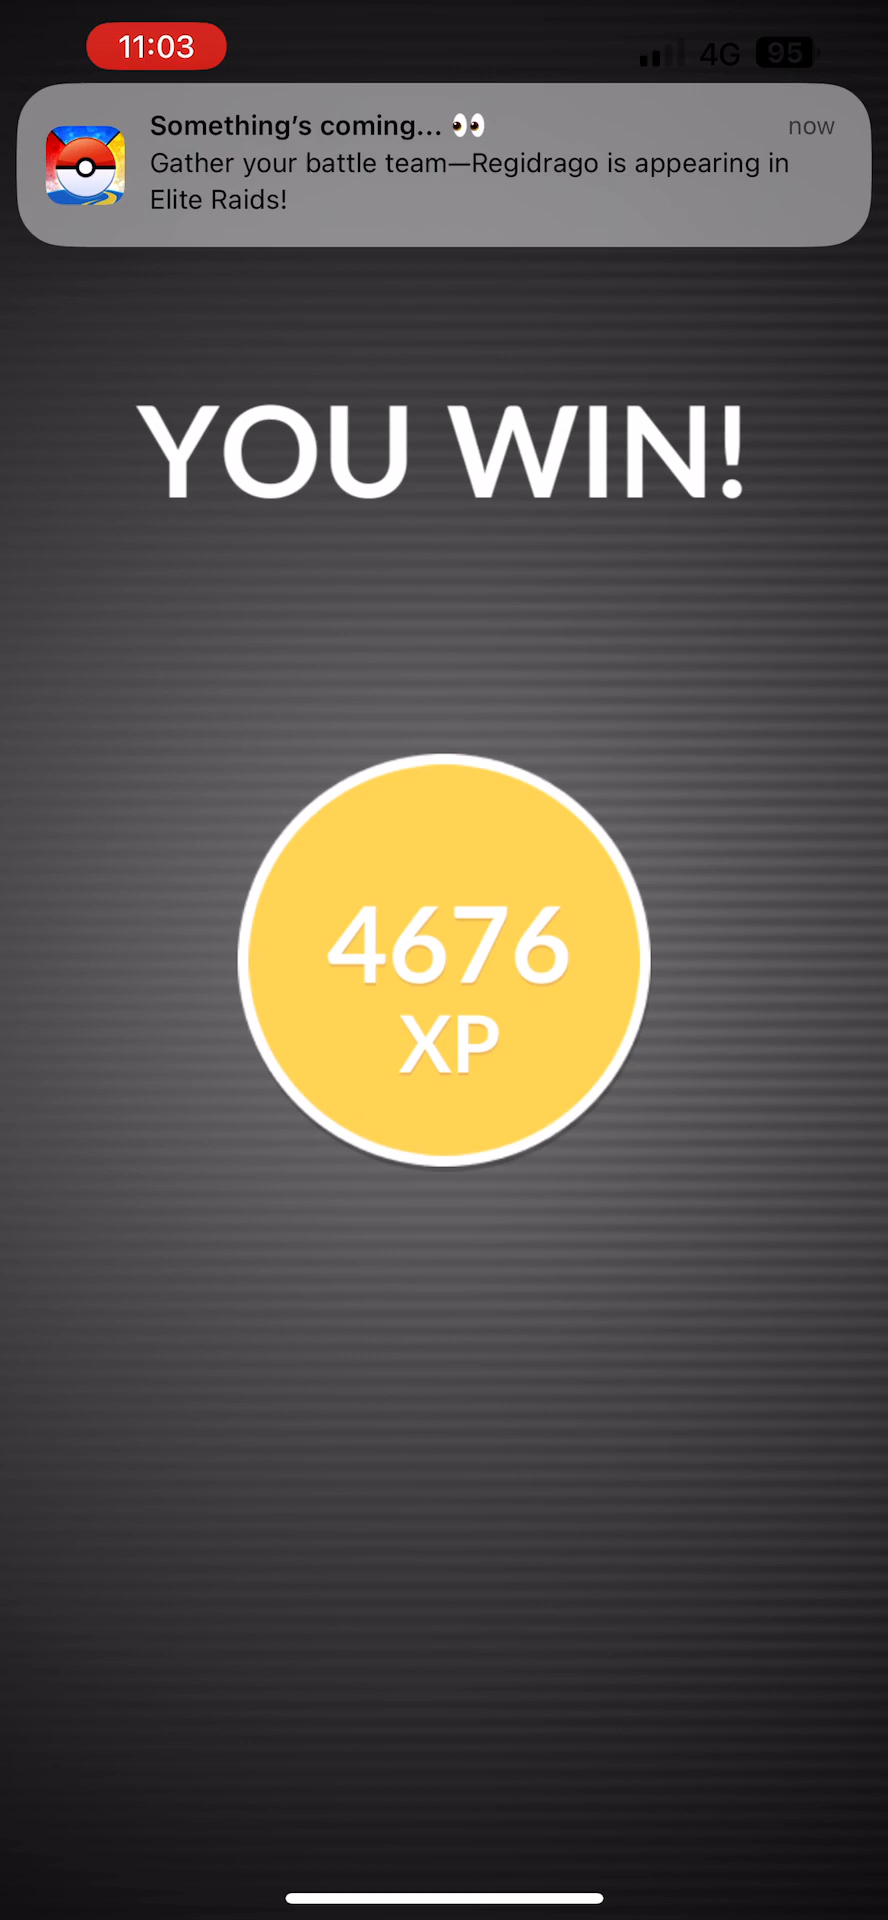 11:03
4G 95
Something's coming... 👀 now
Gather your battle team—Regidrago is appearing in
Elite Raids!
YOU WIN!
4676
XP